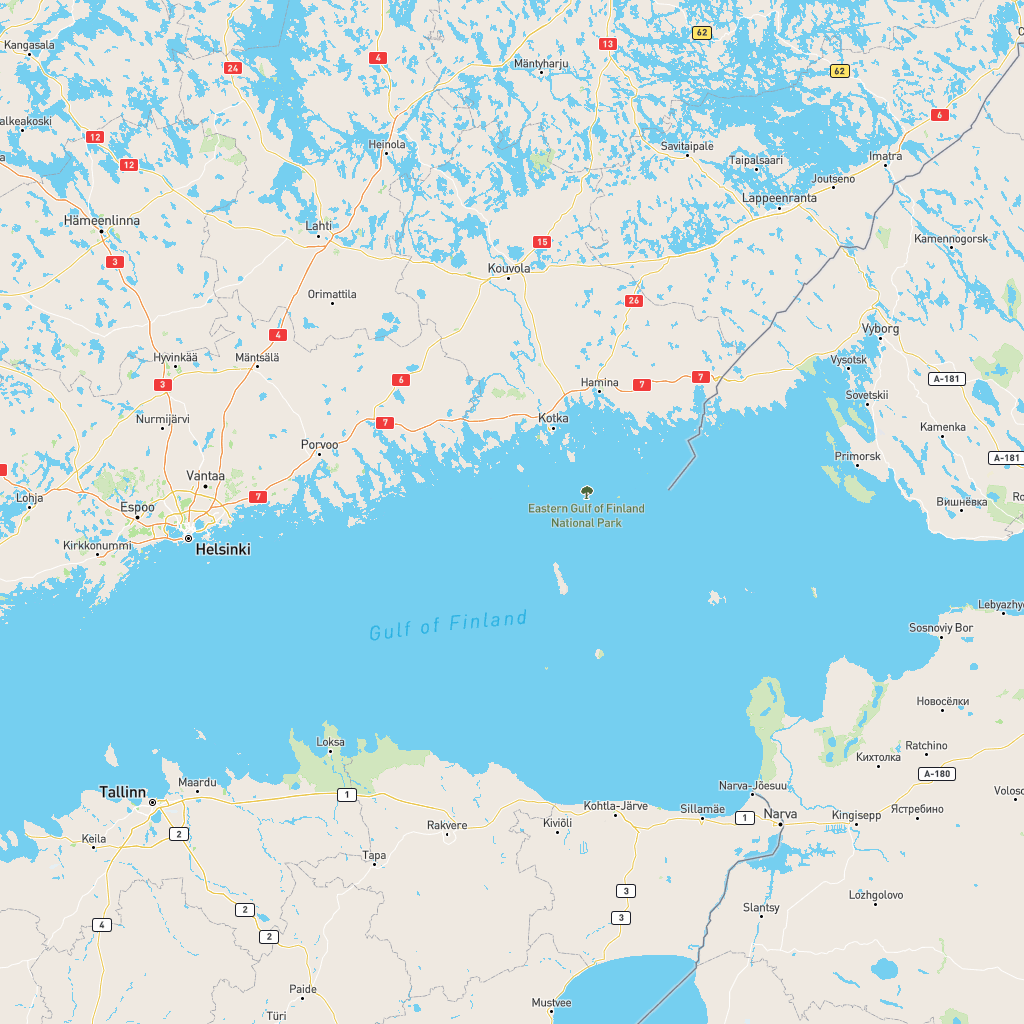 Kangasala
62
13
4
24
Mäntyharju
62
6
alkeakoski
12
12
Heinola
Savitaipale
Taipalsaari
Imatra
Joutseno
Lappeenranta
Hämeenlinna
Lahti
15
Kamennogorsk
3
Kouvola
Orimattila
26
4
Vyborg
Hyvinkää
Mäntsälä
Vysotsk
3
6
Hamina
7
7
A-181
Sovetskii
Nurmijärvi
7
Kotka
Kamenka
Porvoo
Primorsk
A-181
Vantaa
Lohja
7
Вишнёвка
Ro
Espoo
Eastern Gulf of Finland
National Park
Kirkkonummi
Helsinki
Lebyazhye
Gulf of Finland
Sosnoviy Bor
Новосёлки
Loksa
Ratchino
Кихтолка
A-180
Tallinn
Maardu
1
Narva-Jõesuu
Voloso
Kohtla-Järve
Sillamäe
1
Narva
Kingisepp
Ястребино
2
Keila
Rakvere
Kiviõli
Tapa
3
Lozhgolovo
2
3
Slantsy
4
2
Paide
Mustvee
Türi